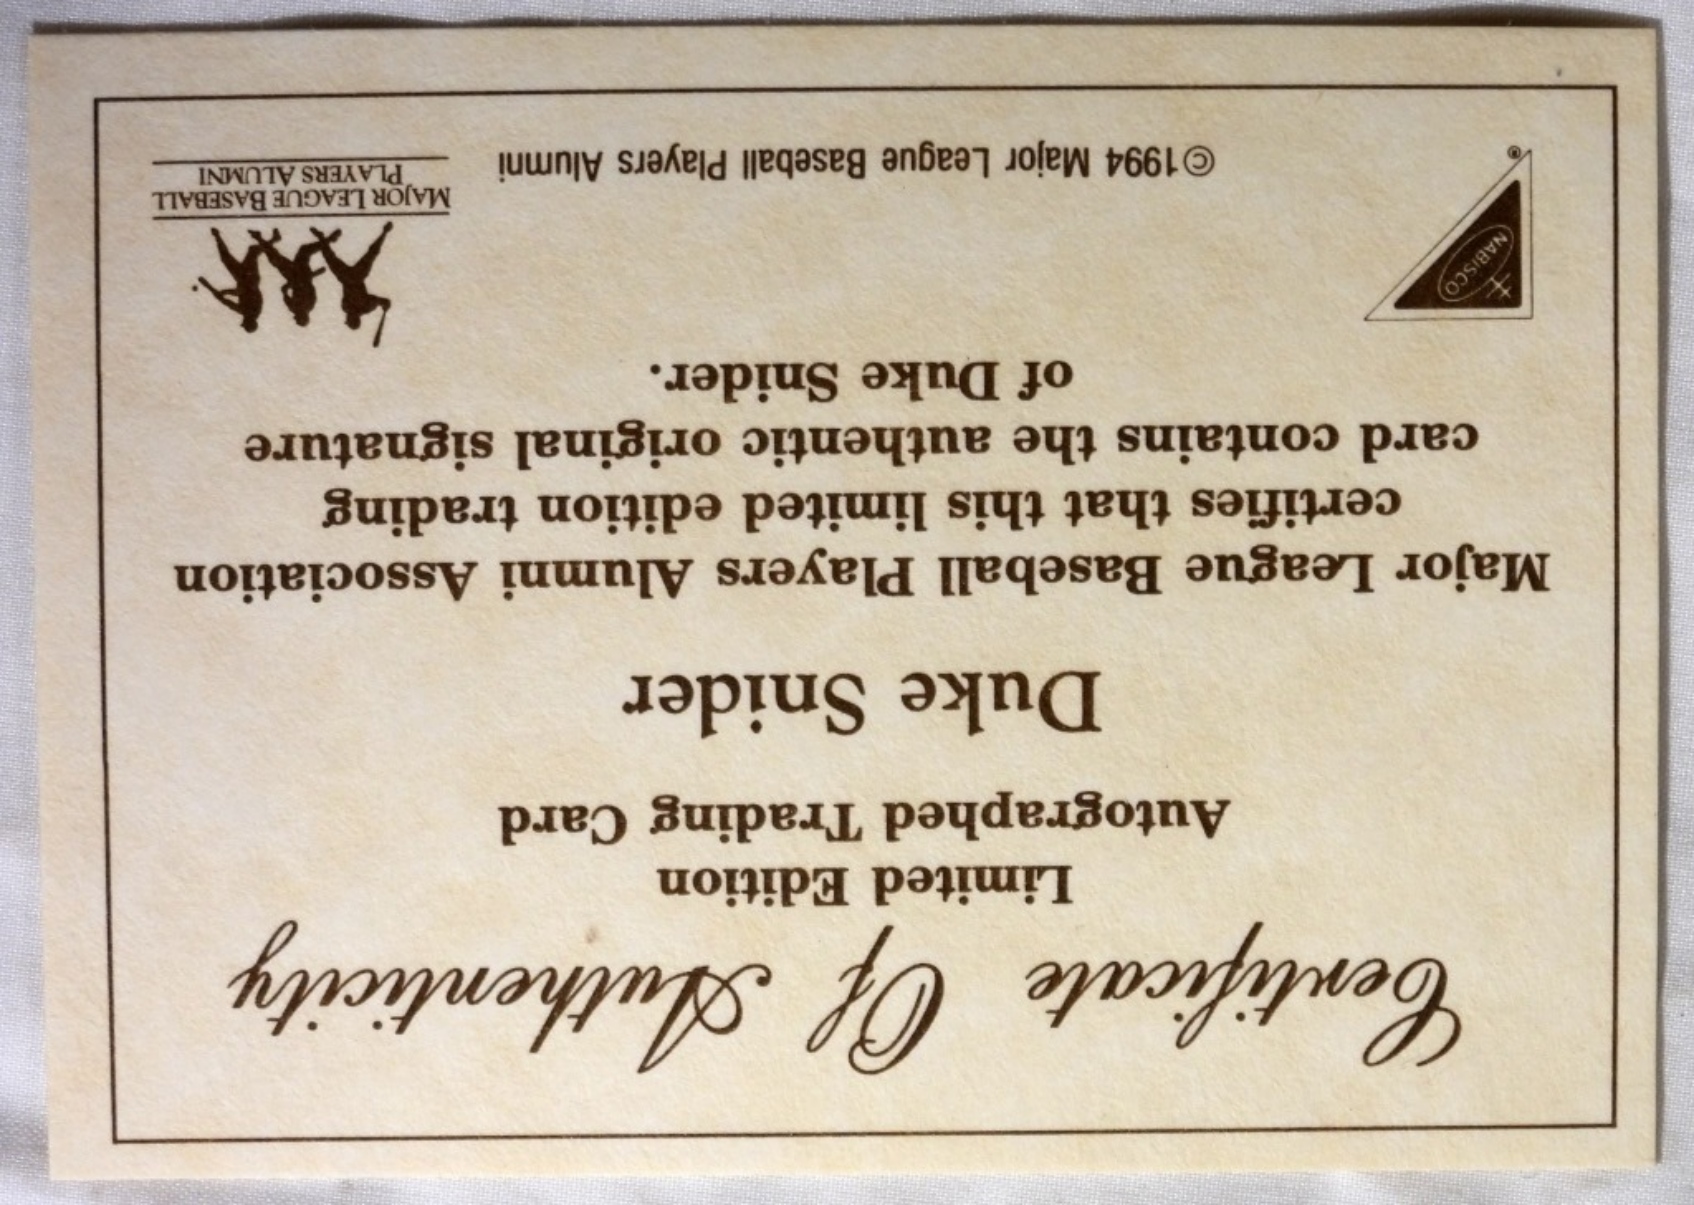 Certificate Of Authenticity
Limited Edition
Autographed Trading Card
Duke Snider
Major League Baseball Players Alumni Association
certifies that this limited edition trading
card contains the authentic original signature
of Duke Snider.
NABISCO
®
©1994 Major League Baseball Players Alumni
MAJOR LEAGUE BASEBALL
PLAYERS ALUMNI